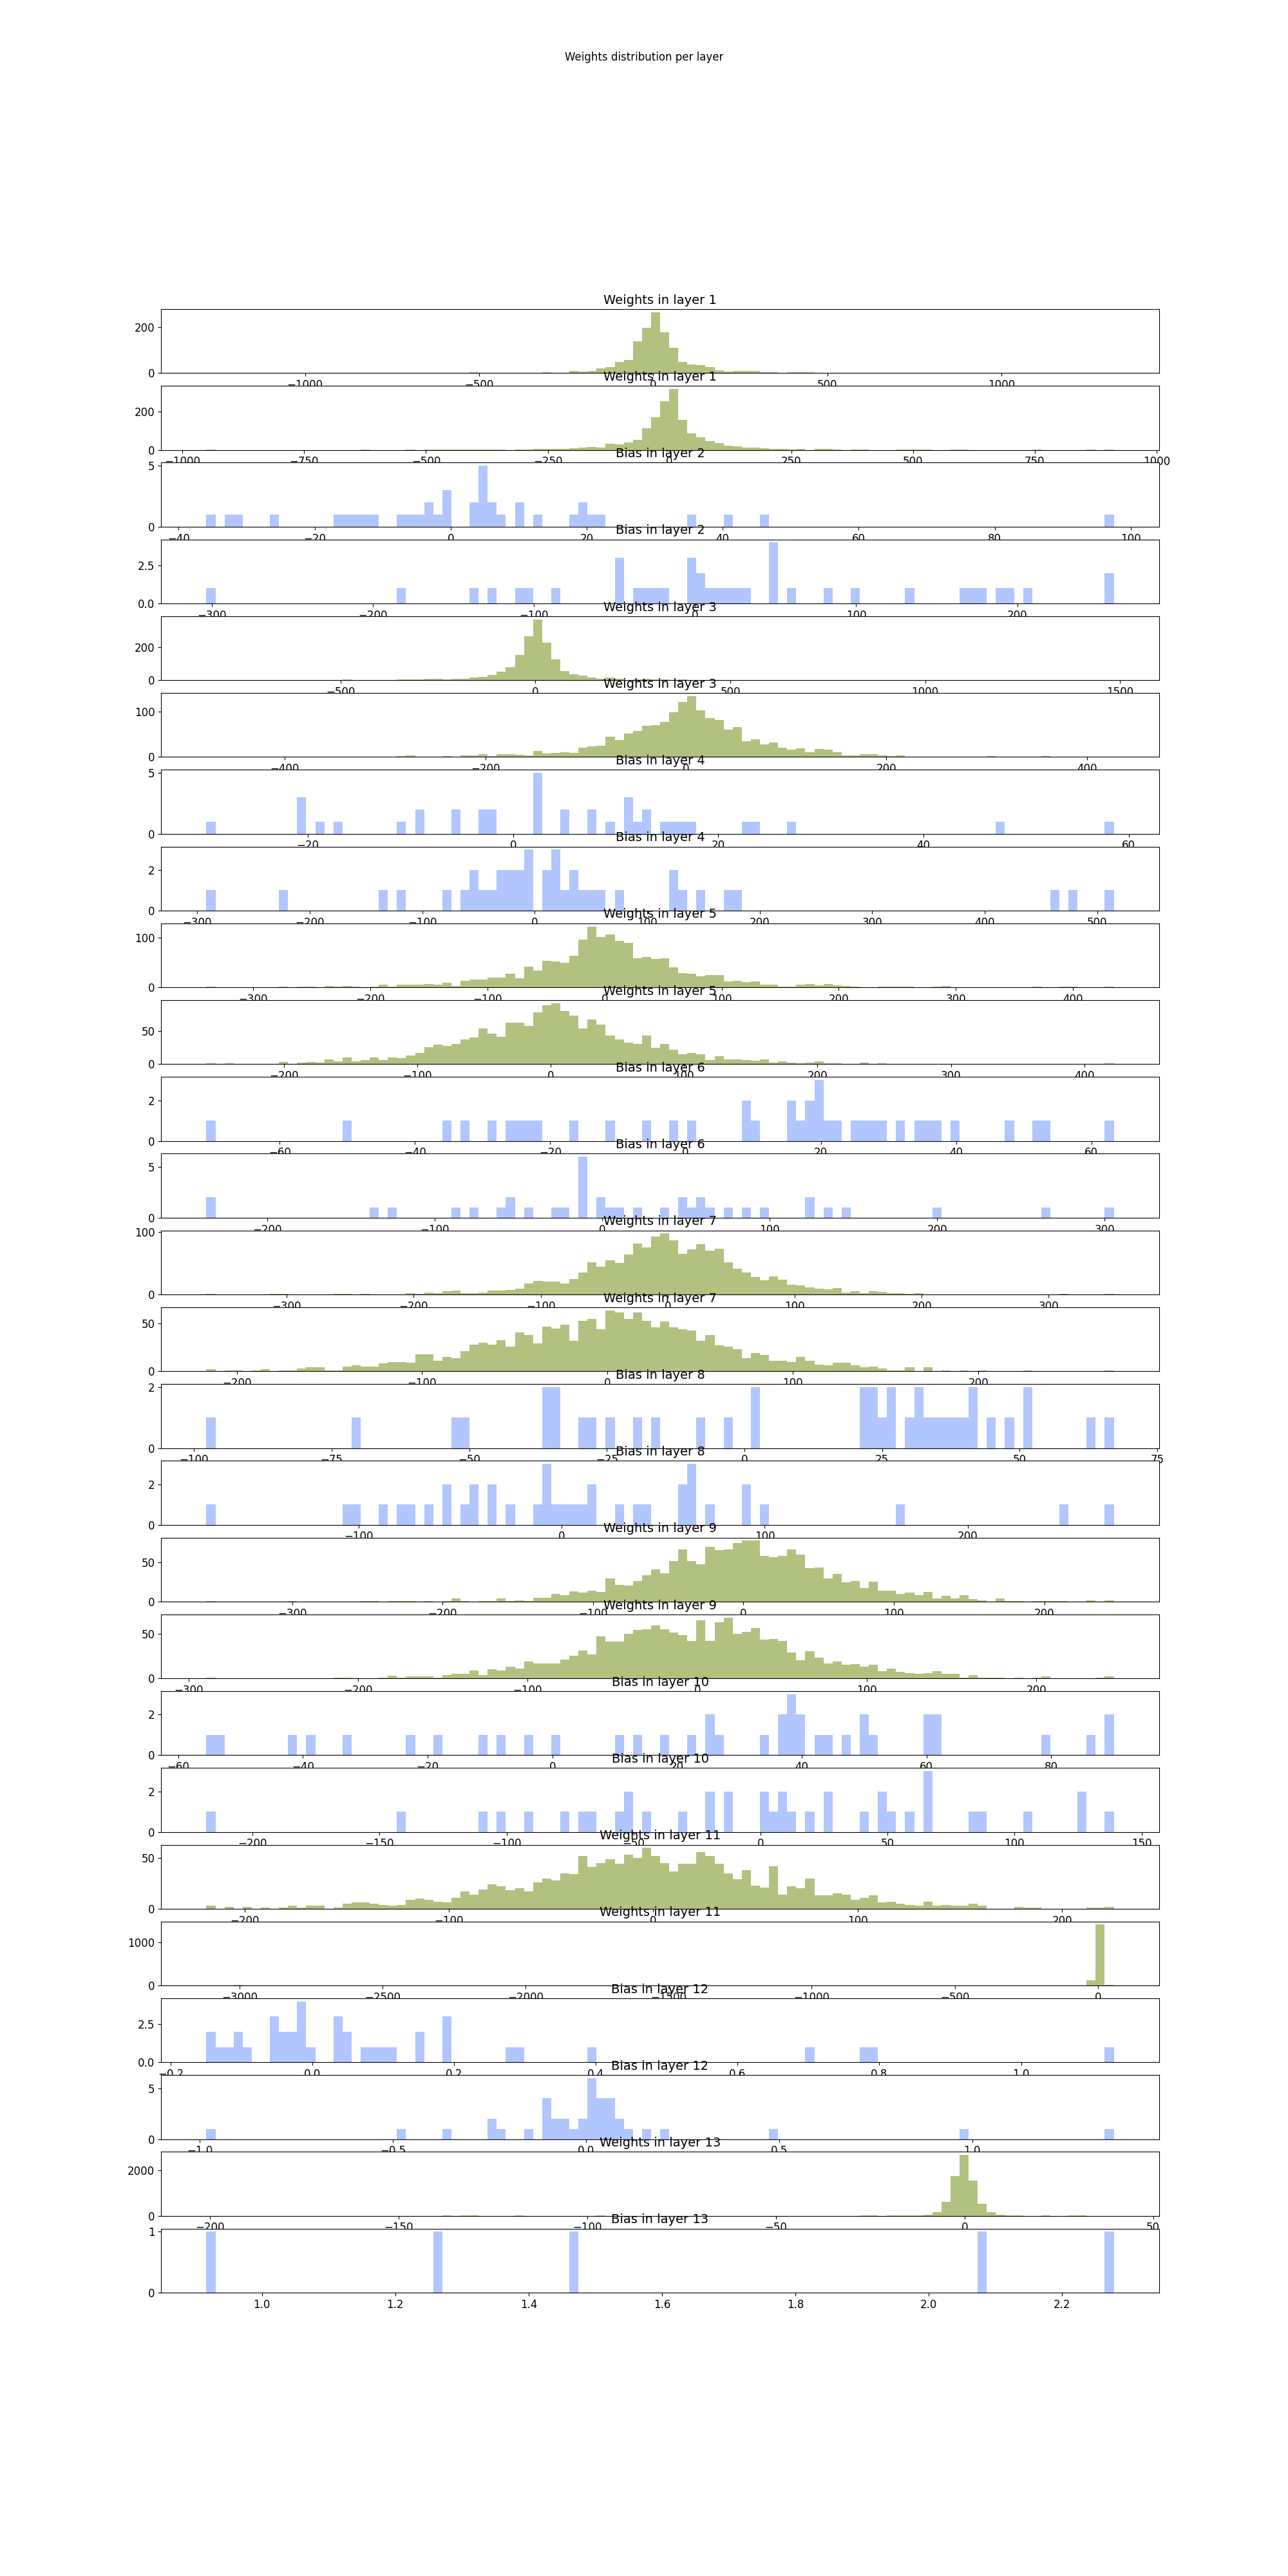 Weights distribution per layer
Weights in layer 1
200
0
−1000 −500 0 500 1000
Weights in layer 1
200
0
−1000 −750 −500 −250 0 250 500 750 1000
Bias in layer 2
5
0
−40 −20 0 20 40 60 80 100
Bias in layer 2
2.5
0.0
−300 −200 −100 0 100 200
Weights in layer 3
200
0
−500 0 500 1000 1500
Weights in layer 3
100
0
−400 −200 0 200 400
Bias in layer 4
5
0
−20 0 20 40 60
Bias in layer 4
2
0
−300 −200 −100 0 100 200 300 400 500
Weights in layer 5
100
0
−300 −200 −100 0 100 200 300 400
Weights in layer 5
50
0
−200 −100 0 100 200 300 400
Bias in layer 6
2
0
−60 −40 −20 0 20 40 60
Bias in layer 6
5
0
−200 −100 0 100 200 300
Weights in layer 7
100
0
−300 −200 −100 0 100 200 300
Weights in layer 7
50
0
−200 −100 0 100 200
Bias in layer 8
2
0
−100 −75 −50 −25 0 25 50 75
Bias in layer 8
2
0
−100 0 100 200
Weights in layer 9
50
0
−300 −200 −100 0 100 200
Weights in layer 9
50
0
−300 −200 −100 0 100 200
Bias in layer 10
2
0
−60 −40 −20 0 20 40 60 80
Bias in layer 10
2
0
−200 −150 −100 −50 0 50 100 150
Weights in layer 11
50
0
−200 −100 0 100 200
Weights in layer 11
1000
0
−3000 −2500 −2000 −1500 −1000 −500 0
Bias in layer 12
2.5
0.0
−0.2 0.0 0.2 0.4 0.6 0.8 1.0
Bias in layer 12
5
0
−1.0 −0.5 0.0 0.5 1.0
Weights in layer 13
2000
0
−200 −150 −100 −50 0 50
Bias in layer 13
1
0
1.0 1.2 1.4 1.6 1.8 2.0 2.2